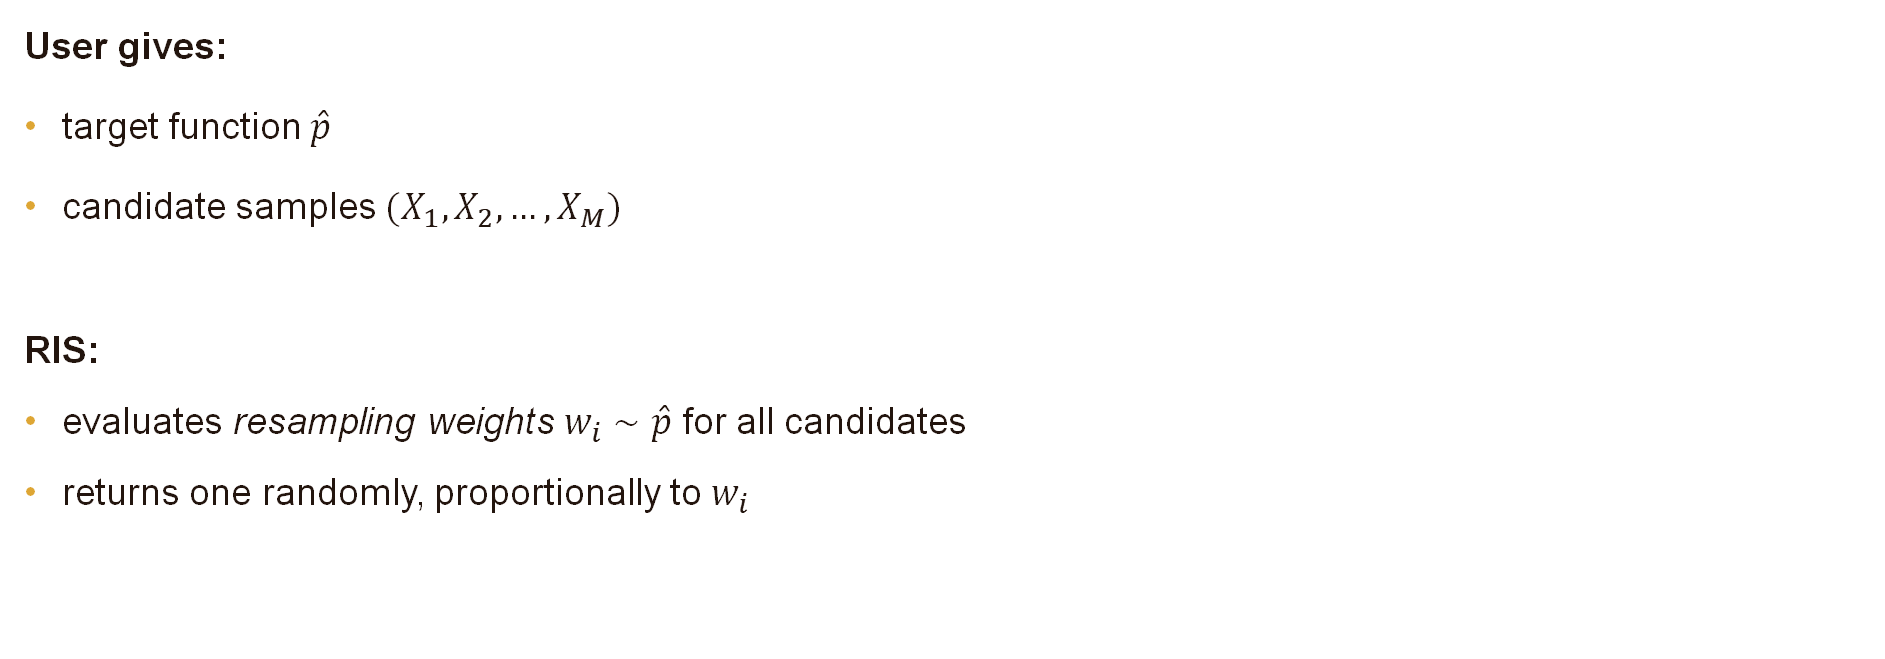 User gives:
• target function p̂
• candidate samples (X₁, X₂, … , X_M)
RIS:
• evaluates resampling weights wᵢ ~ p̂ for all candidates
• returns one randomly, proportionally to wᵢ